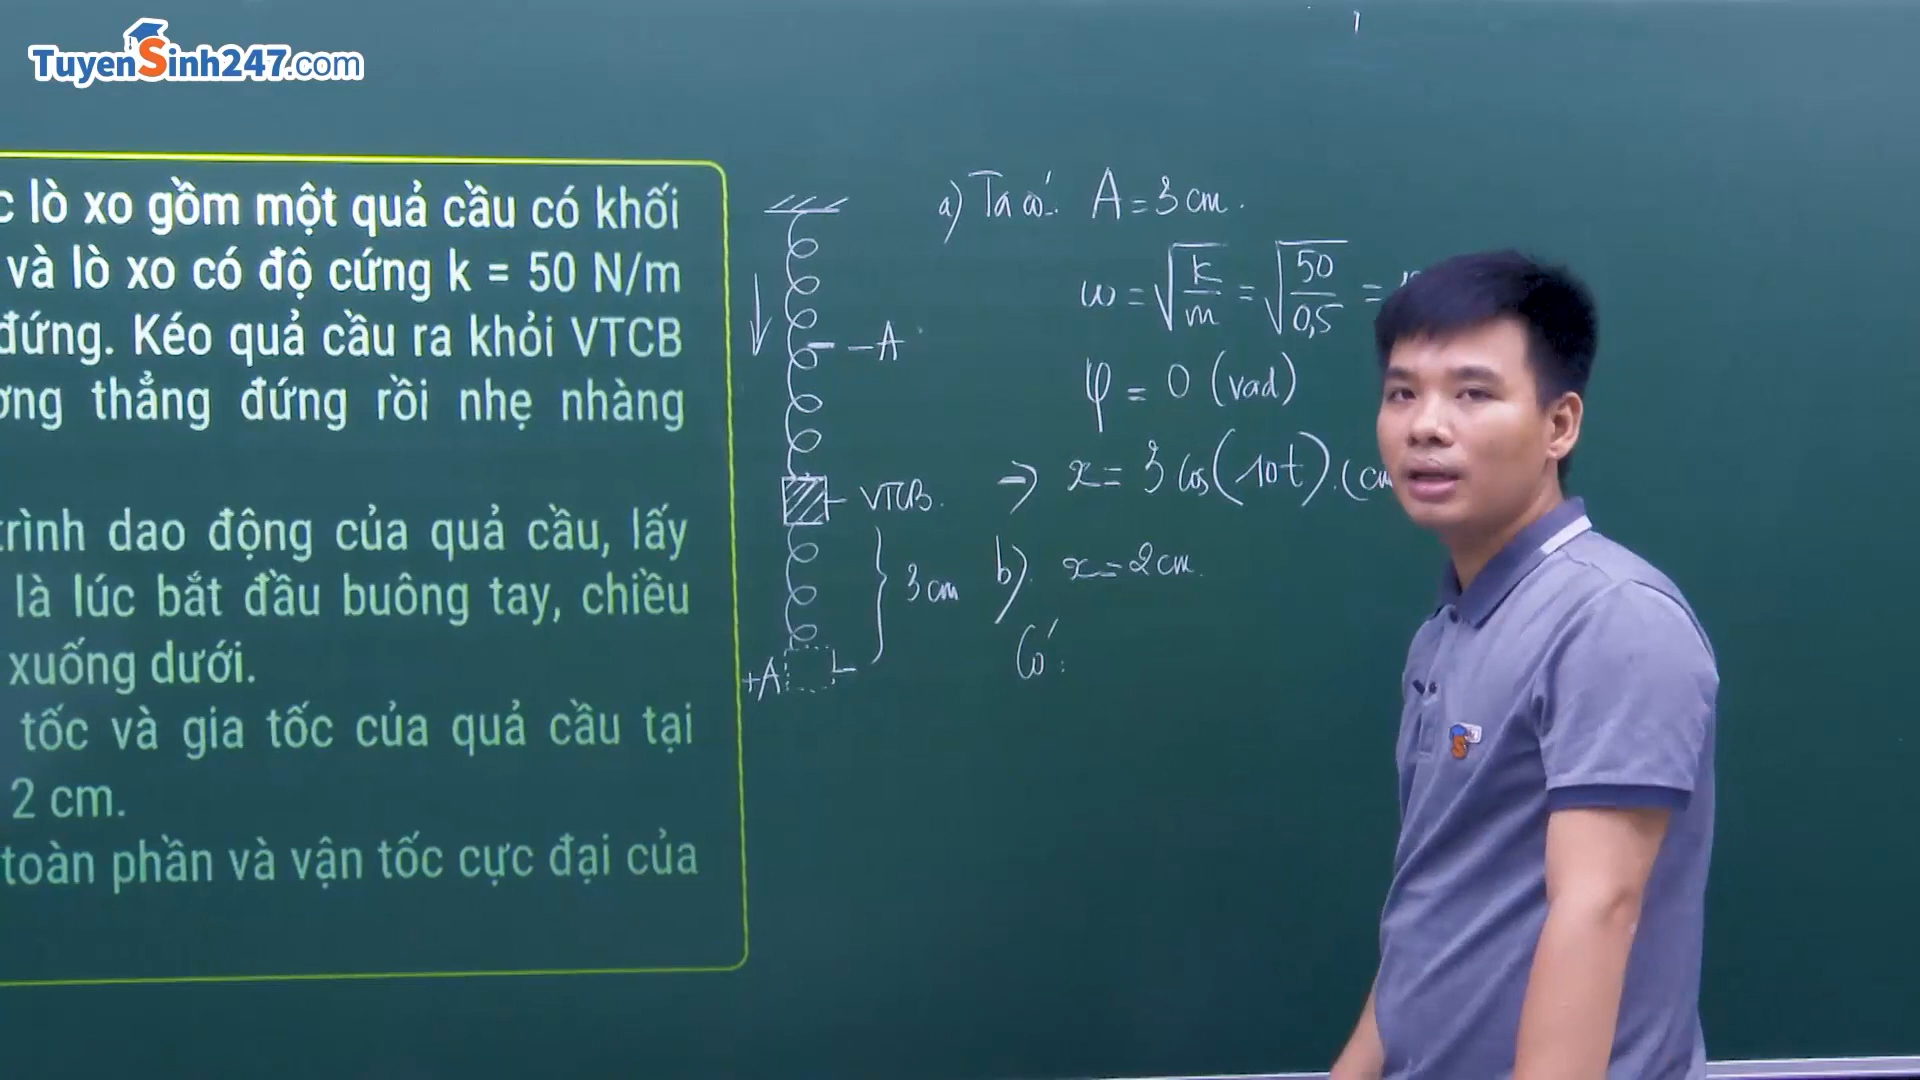 TuyenSinh247.com
c lò xo gồm một quả cầu có khối
và lò xo có độ cứng k = 50 N/m
đứng. Kéo quả cầu ra khỏi VTCB
ơng thẳng đứng rồi nhẹ nhàng
trình dao động của quả cầu, lấy
là lúc bắt đầu buông tay, chiều
xuống dưới.
tốc và gia tốc của quả cầu tại
2 cm.
toàn phần và vận tốc cực đại của
-A
VTCB.
3 cm
+A
a) Ta có: A = 3 cm.
ω = √(k/m) = √(50/0,5) =
φ = 0 (rad)
→ x = 3 cos(10t).(cm
b). x = 2 cm.
Có: